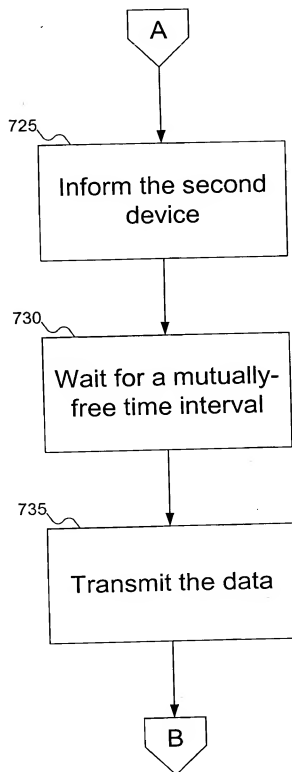 A
725
Inform the second
device
730
Wait for a mutually-
free time interval
735
Transmit the data
B